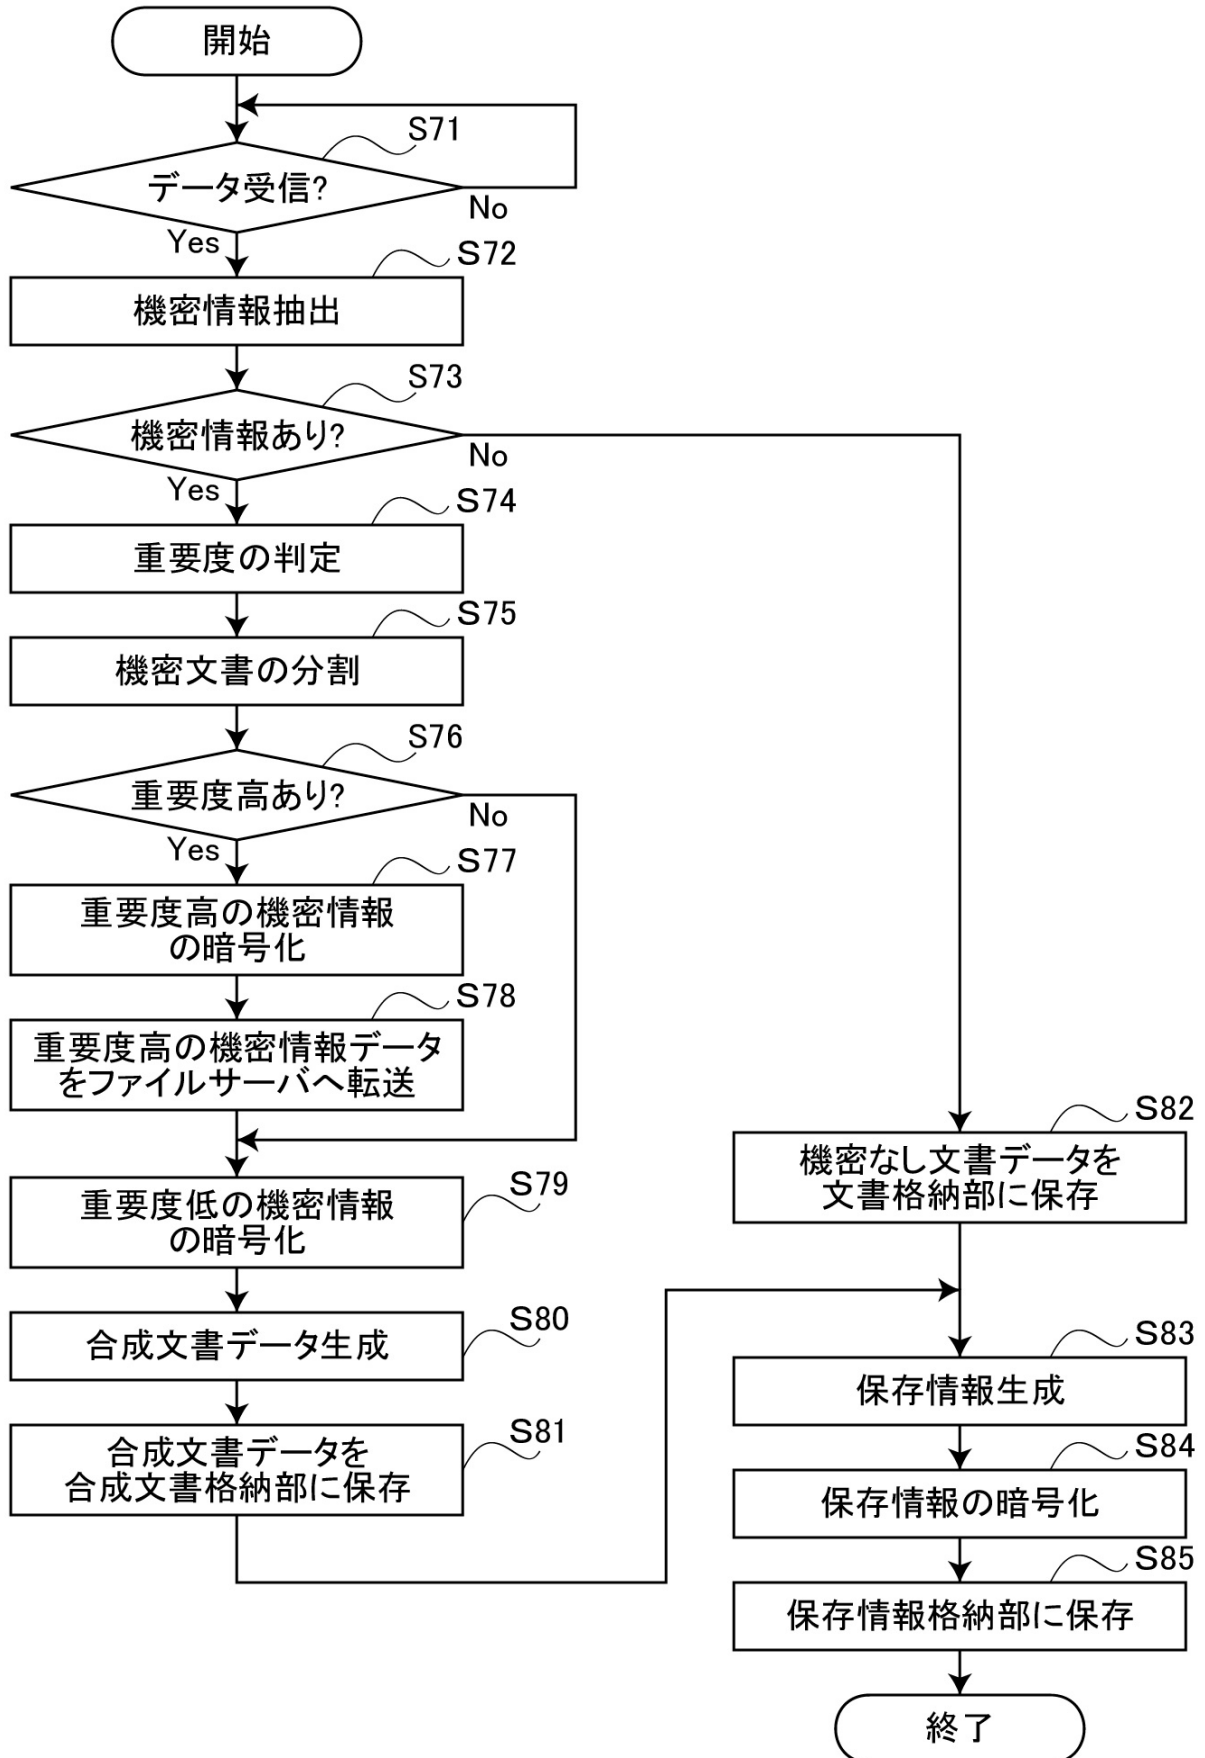 開始
S71
データ受信?
No
Yes
S72
機密情報抽出
S73
機密情報あり?
No
Yes
S74
重要度の判定
S75
機密文書の分割
S76
重要度高あり?
No
Yes
S77
重要度高の機密情報
の暗号化
S78
重要度高の機密情報データ
をファイルサーバへ転送
S79
重要度低の機密情報
の暗号化
S80
合成文書データ生成
S81
合成文書データを
合成文書格納部に保存
S82
機密なし文書データを
文書格納部に保存
S83
保存情報生成
S84
保存情報の暗号化
S85
保存情報格納部に保存
終了